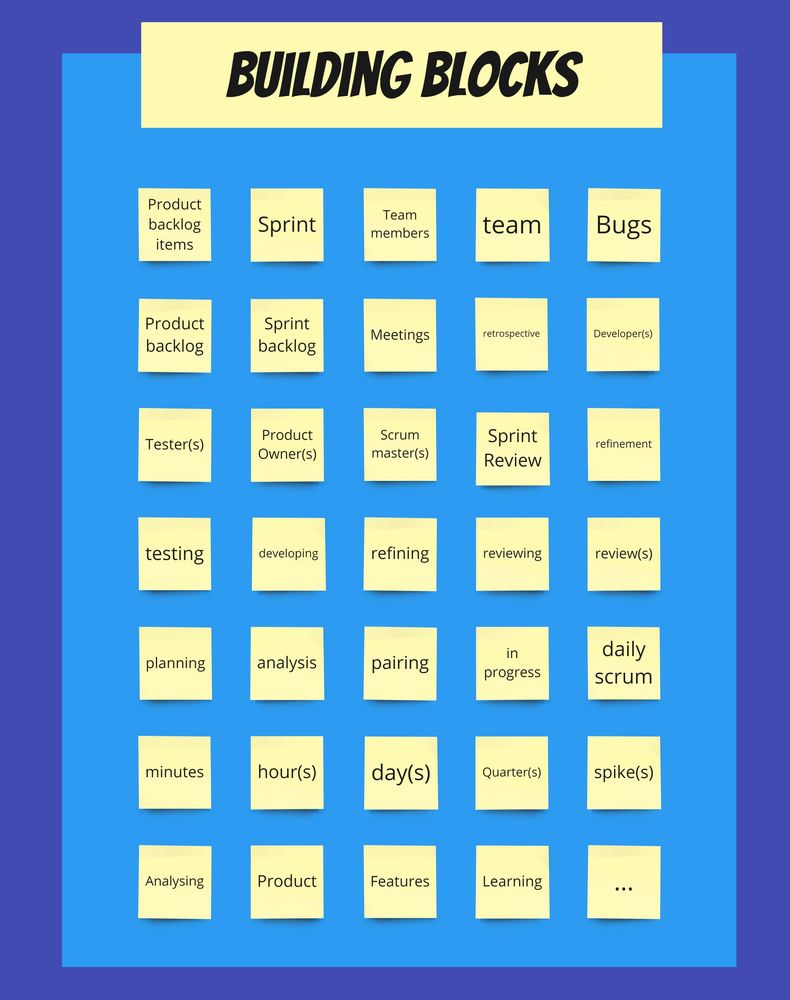 BUILDING BLOCKS
Product
backlog
items
Sprint
Team
members
team
Bugs
Product
backlog
Sprint
backlog
Meetings
retrospective
Developer(s)
Tester(s)
Product
Owner(s)
Scrum
master(s)
Sprint
Review
refinement
testing
developing
refining
reviewing
review(s)
planning
analysis
pairing
in
progress
daily
scrum
minutes
hour(s)
day(s)
Quarter(s)
spike(s)
Analysing
Product
Features
Learning
...